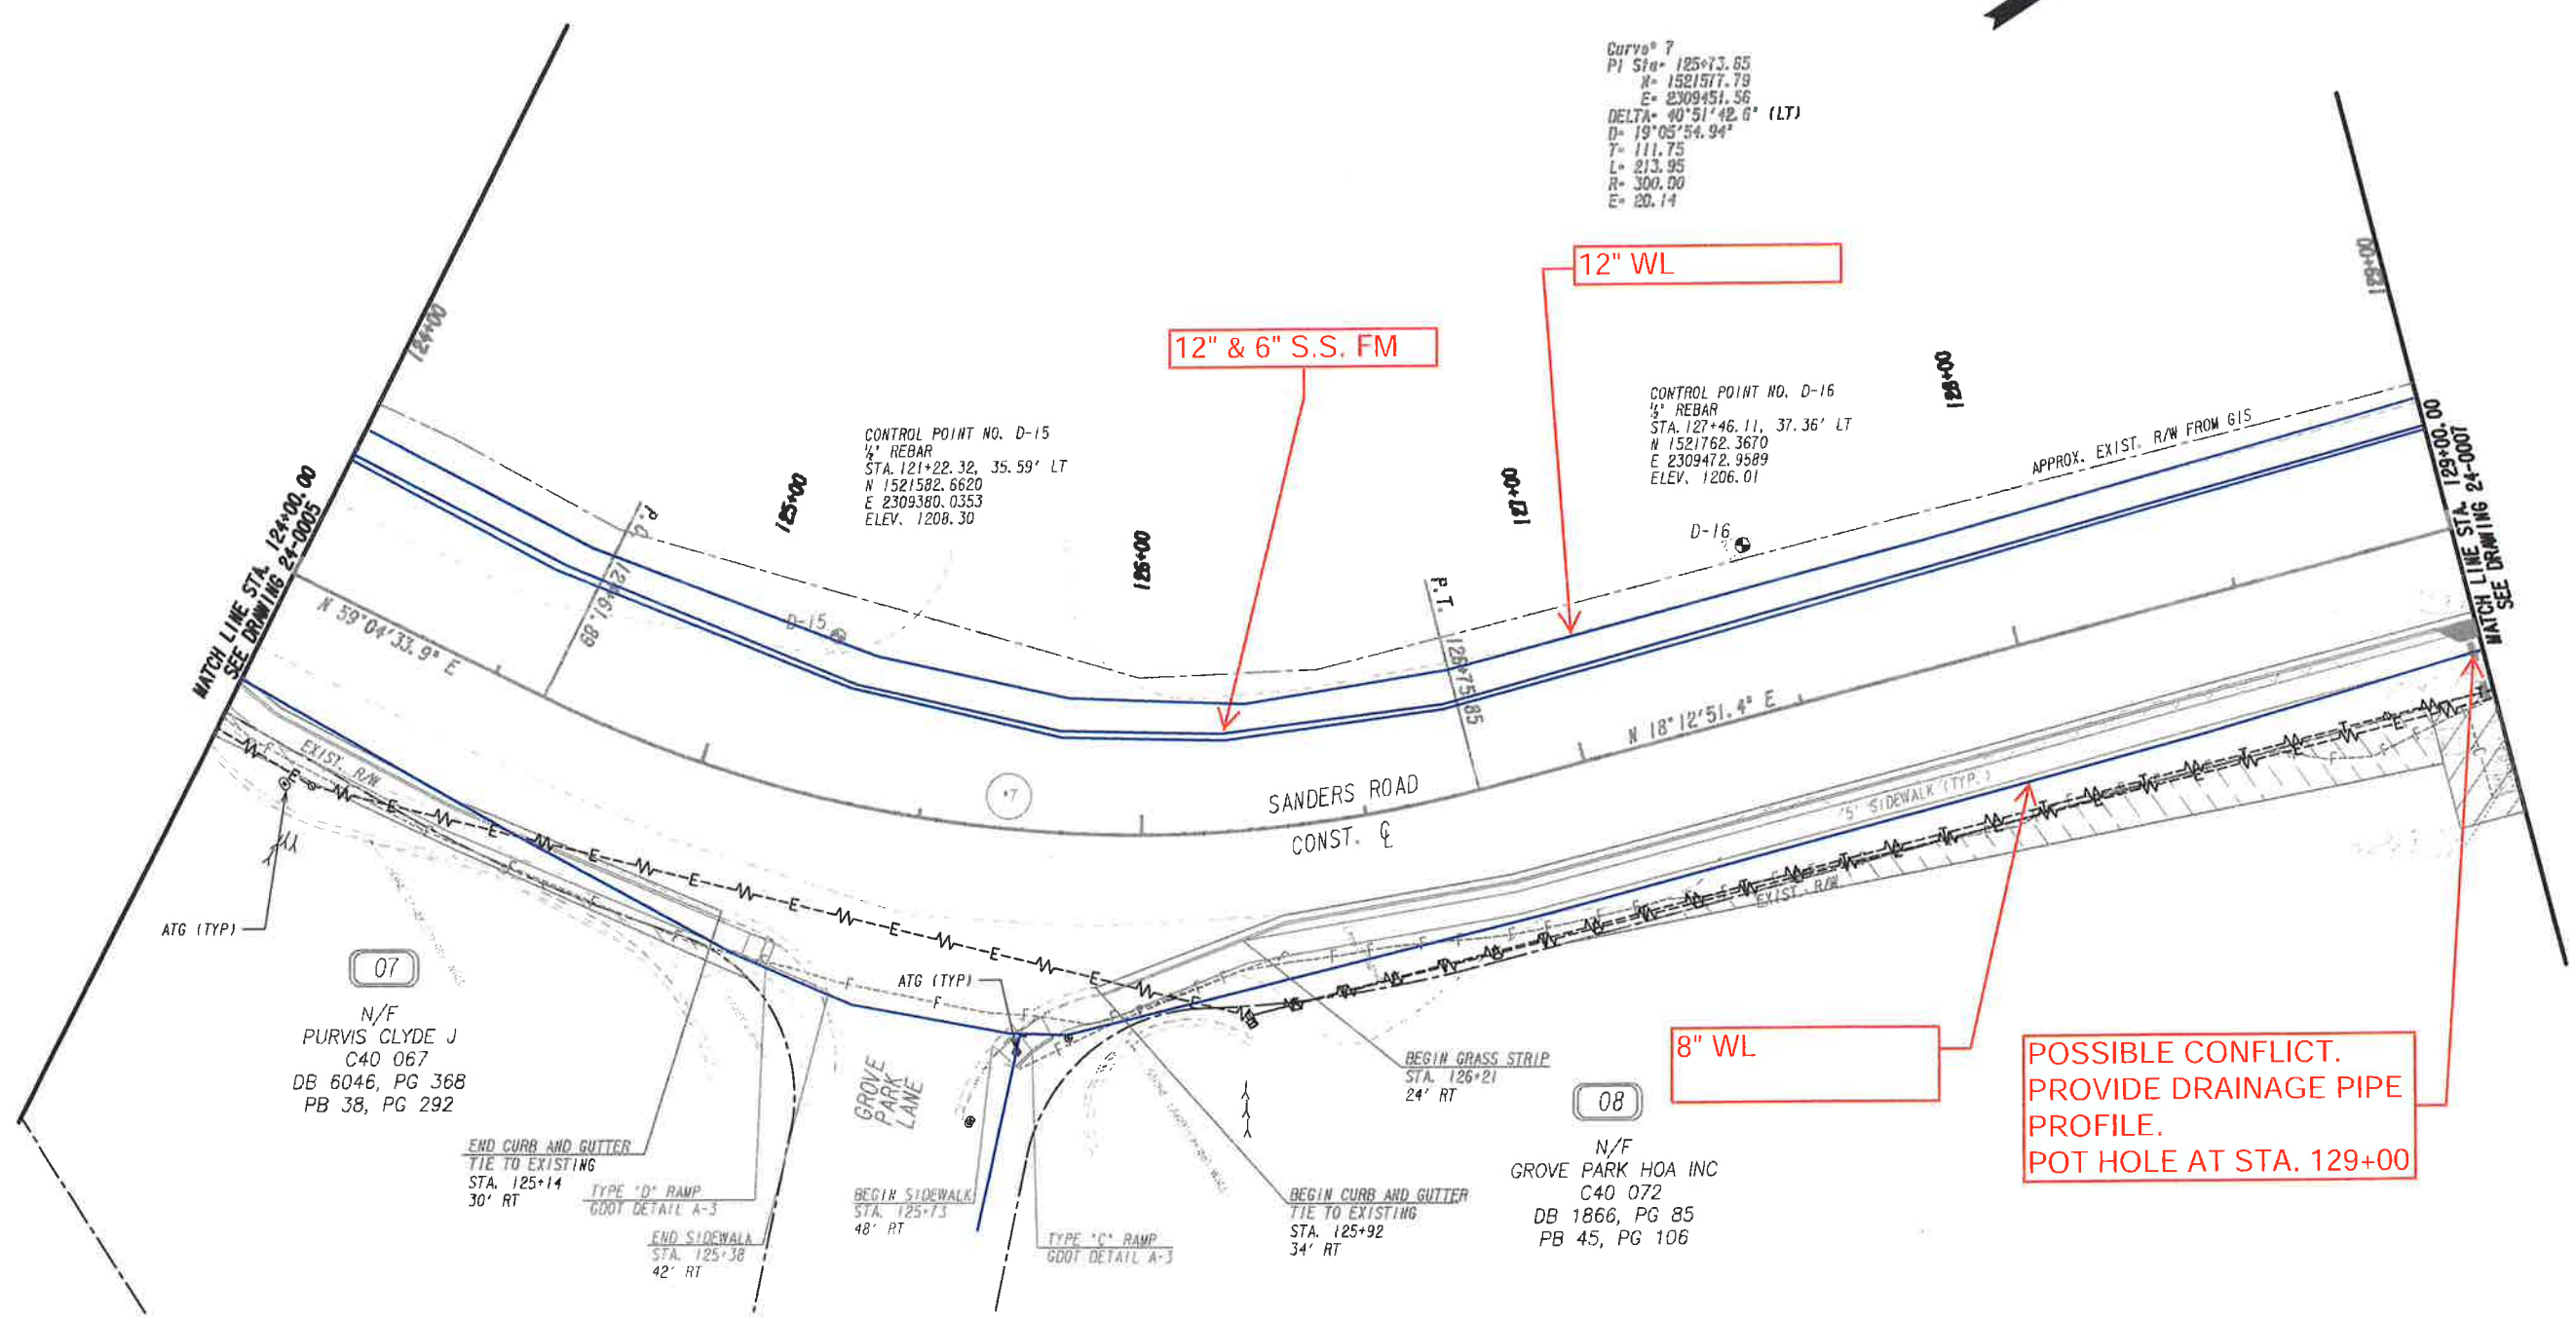 Curve# 7
PI Sta= 125+73.65
N= 1521577.79
E= 2309451.56
DELTA= 40°51'42.6" (LT)
D= 19°05'54.94"
T= 111.75
L= 213.95
R= 300.00
E= 20.14
12" WL
12" & 6" S.S. FM
124+00
125+00
126+00
127+00
128+00
129+00
CONTROL POINT NO. D-15
½" REBAR
STA. 121+22.32, 35.59' LT
N 1521582.6620
E 2309380.0353
ELEV. 1208.30
CONTROL POINT NO. D-16
½" REBAR
STA. 127+46.11, 37.36' LT
N 1521762.3670
E 2309472.9589
ELEV. 1206.01
APPROX. EXIST. R/W FROM GIS
MATCH LINE STA. 124+00.00
SEE DRAWING 24-0005
MATCH LINE STA. 129+00.00
SEE DRAWING 24-0007
P.C.
124+61.89
D-15
D-16
P.T.
126+75.85
N 59°04'33.9" E
N 18°12'51.4" E
SANDERS ROAD
CONST. ℄
EXIST. R/W
5' SIDEWALK (TYP.)
EXIST. R/W
ATG (TYP)
ATG (TYP)
07
N/F
PURVIS CLYDE J
C40 067
DB 6046, PG 368
PB 38, PG 292
GROVE
PARK
LANE
END CURB AND GUTTER
TIE TO EXISTING
STA. 125+14
30' RT
TYPE "D" RAMP
GDOT DETAIL A-3
END SIDEWALK
STA. 125+38
42' RT
BEGIN SIDEWALK
STA. 125+73
48' RT
TYPE "C" RAMP
GDOT DETAIL A-3
BEGIN CURB AND GUTTER
TIE TO EXISTING
STA. 125+92
34' RT
BEGIN GRASS STRIP
STA. 126+21
24' RT
08
N/F
GROVE PARK HOA INC
C40 072
DB 1866, PG 85
PB 45, PG 106
8" WL
POSSIBLE CONFLICT.
PROVIDE DRAINAGE PIPE
PROFILE.
POT HOLE AT STA. 129+00